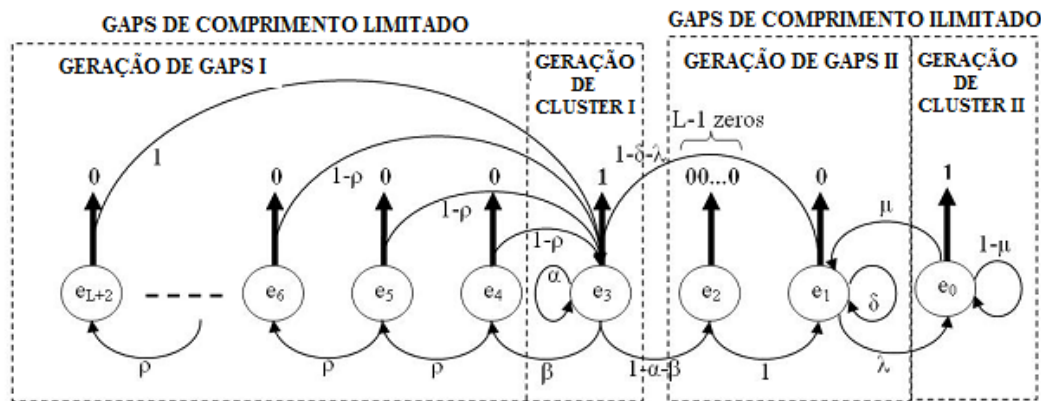 GAPS DE COMPRIMENTO LIMITADO
GAPS DE COMPRIMENTO ILIMITADO
GERAÇÃO DE GAPS I
GERAÇÃO
DE
CLUSTER I
GERAÇÃO DE GAPS II
GERAÇÃO
DE
CLUSTER II
L-1 zeros
1
1-ρ
1-ρ
1-ρ
1-δ-λ
0
0
0
0
1
00...0
0
1
μ
1-μ
α
δ
e_{L+2}
e_6
e_5
e_4
e_3
e_2
e_1
e_0
ρ
ρ
ρ
β
1-α-β
1
λ